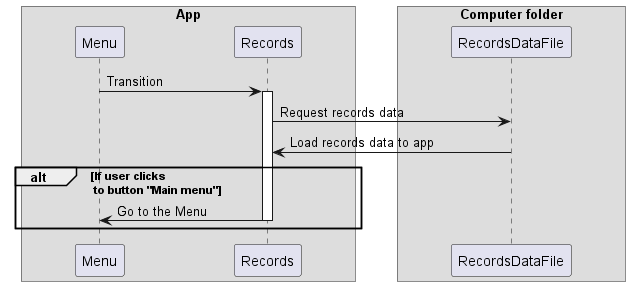 App
Computer folder
Menu
Records
RecordsDataFile
Transition
Request records data
Load records data to app
alt
[If user clicks
to button "Main menu"]
Go to the Menu
Menu
Records
RecordsDataFile